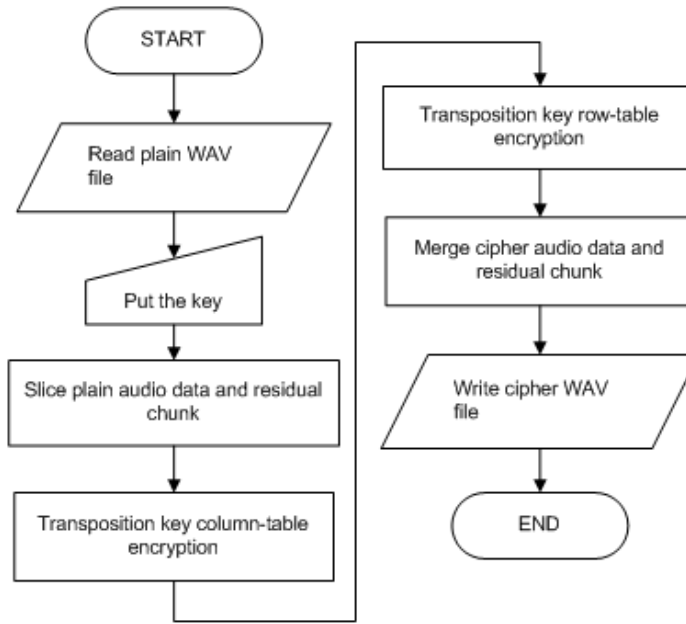 START
Read plain WAV
file
Put the key
Slice plain audio data and residual
chunk
Transposition key column-table
encryption
Transposition key row-table
encryption
Merge cipher audio data and
residual chunk
Write cipher WAV
file
END